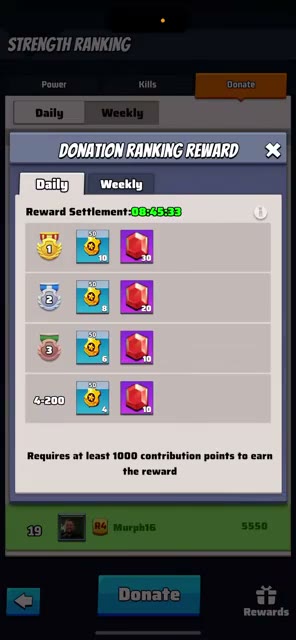 STRENGTH RANKING
Power Kills Donate
Daily Weekly
DONATION RANKING REWARD
Daily Weekly
Reward Settlement:08:45:33
1 50 10 30
2 50 8 20
3 50 6 10
4-200 50 4 10
Requires at least 1000 contribution points to earn
the reward
19 R4 Murph16 5550
Donate
Rewards